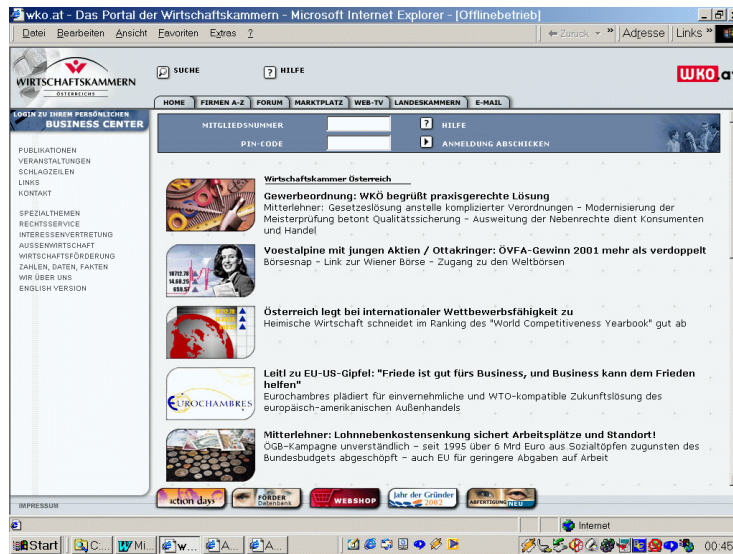 wko.at - Das Portal der Wirtschaftskammern - Microsoft Internet Explorer - [Offlinebetrieb]
Datei Bearbeiten Ansicht Favoriten Extras ? Zurück » Adresse Links »
WIRTSCHAFTSKAMMERN
ÖSTERREICHS
SUCHE ? HILFE
WKO.a
HOME FIRMEN A-Z FORUM MARKTPLATZ WEB-TV LANDESKAMMERN E-MAIL
LOGIN ZU IHREM PERSÖNLICHEN
BUSINESS CENTER
MITGLIEDSNUMMER ? HILFE
PIN-CODE ANMELDUNG ABSCHICKEN
PUBLIKATIONEN
VERANSTALTUNGEN
SCHLAGZEILEN
LINKS
KONTAKT
SPEZIALTHEMEN
RECHTSSERVICE
INTERESSENVERTRETUNG
AUSSENWIRTSCHAFT
WIRTSCHAFTSFÖRDERUNG
ZAHLEN, DATEN, FAKTEN
WIR ÜBER UNS
ENGLISH VERSION
Wirtschaftskammer Österreich
Gewerbeordnung: WKÖ begrüßt praxisgerechte Lösung
Mitterlehner: Gesetzeslösung anstelle komplizierter Verordnungen - Modernisierung der
Meisterprüfung betont Qualitätssicherung - Ausweitung der Nebenrechte dient Konsumenten
und Handel
Voestalpine mit jungen Aktien / Ottakringer: ÖVFA-Gewinn 2001 mehr als verdoppelt
Börsesnap - Link zur Wiener Börse - Zugang zu den Weltbörsen
10712.78
14,68.25
658.57
Österreich legt bei internationaler Wettbewerbsfähigkeit zu
Heimische Wirtschaft schneidet im Ranking des "World Competitiveness Yearbook" gut ab
Leitl zu EU-US-Gipfel: "Friede ist gut fürs Business, und Business kann dem Frieden
helfen"
Eurochambres plädiert für einvernehmliche und WTO-kompatible Zukunftslösung des
europäisch-amerikanischen Außenhandels
EUROCHAMBRES
Mitterlehner: Lohnnebenkostensenkung sichert Arbeitsplätze und Standort!
ÖGB-Kampagne unverständlich - seit 1995 über 6 Mrd Euro aus Sozialtöpfen zugunsten des
Bundesbudgets abgeschöpft - auch EU für geringere Abgaben auf Arbeit
IMPRESSUM
action days
FÖRDER
Datenbank
WEBSHOP
Jahr der Gründer
2002
ABFERTIGUNG NEU
Internet
Start C... Mi... w... A... A... 00:45